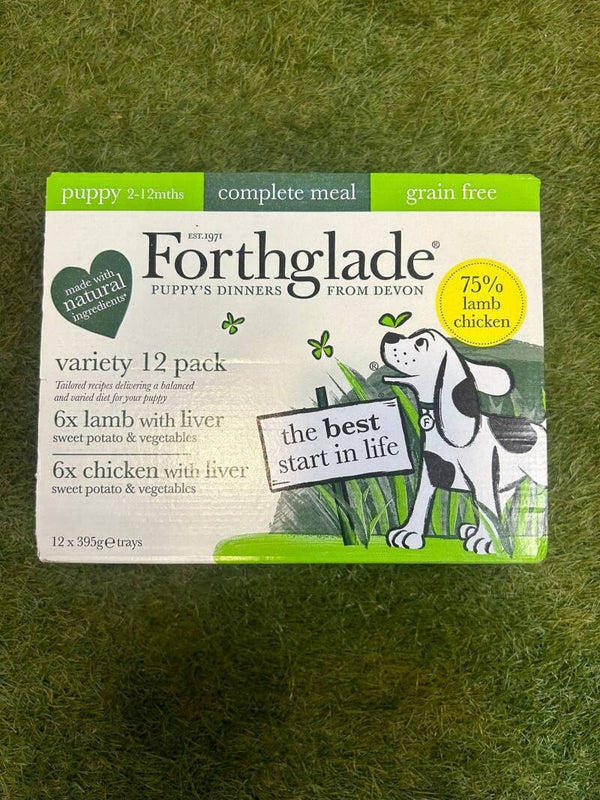 puppy 2-12mths
complete meal
grain free
EST.1971
Forthglade®
PUPPY'S DINNERS FROM DEVON
made with
natural
ingredients*
75%
lamb
chicken
variety 12 pack
Tailored recipes delivering a balanced
and varied diet for your puppy
6x lamb with liver
sweet potato & vegetables
6x chicken with liver
sweet potato & vegetables
12 x 395g℮ trays
®
F
the best
start in life